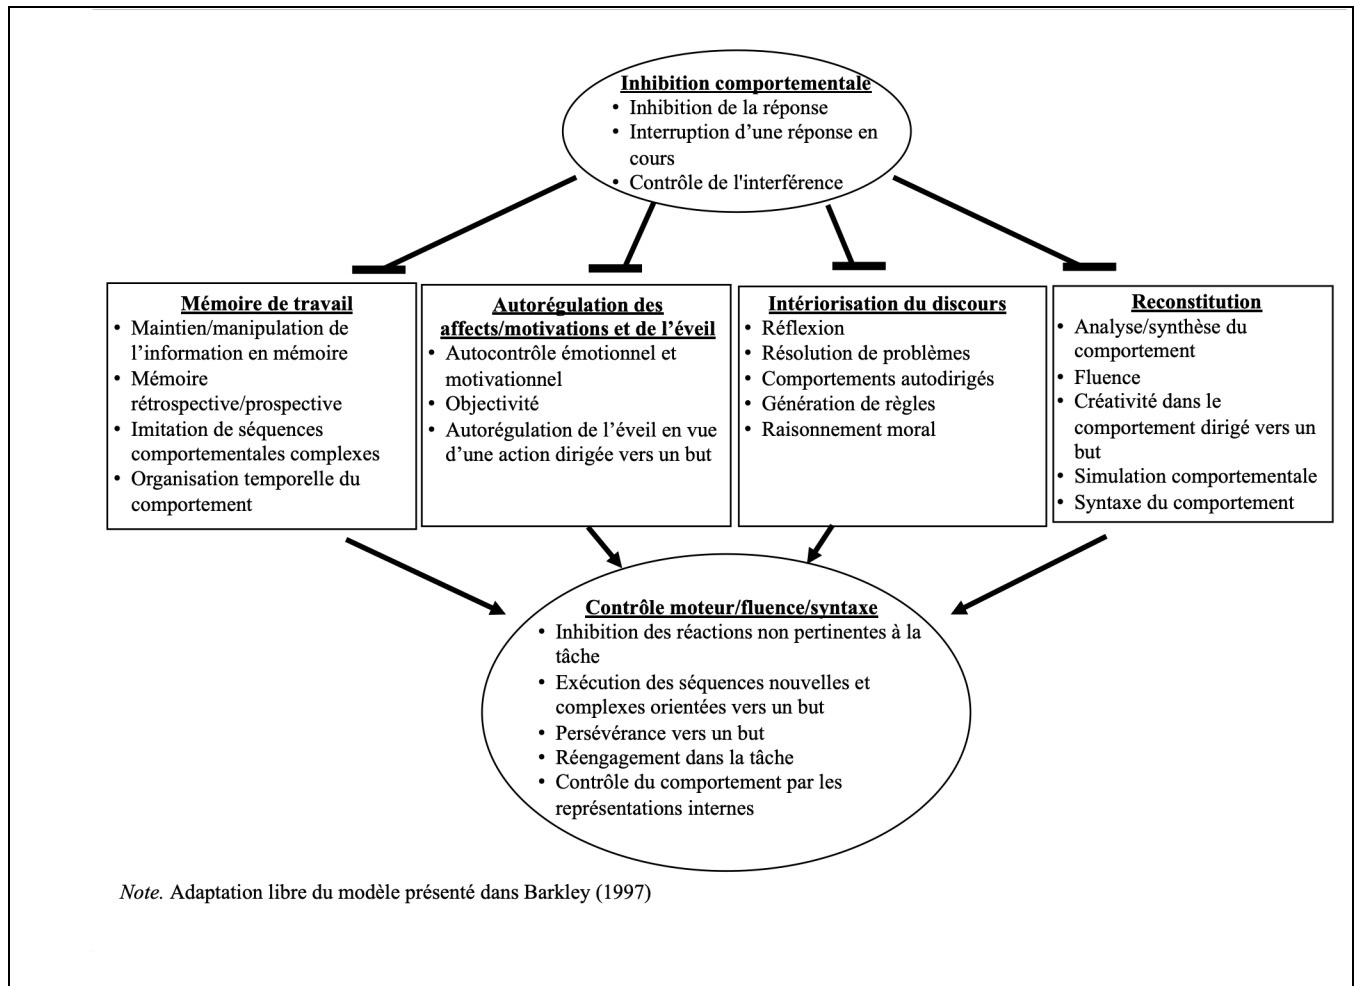 Inhibition comportementale
• Inhibition de la réponse
• Interruption d’une réponse en
cours
• Contrôle de l'interférence
Mémoire de travail
• Maintien/manipulation de
l’information en mémoire
• Mémoire
rétrospective/prospective
• Imitation de séquences
comportementales complexes
• Organisation temporelle du
comportement
Autorégulation des
affects/motivations et de l’éveil
• Autocontrôle émotionnel et
motivationnel
• Objectivité
• Autorégulation de l’éveil en vue
d’une action dirigée vers un but
Intériorisation du discours
• Réflexion
• Résolution de problèmes
• Comportements autodirigés
• Génération de règles
• Raisonnement moral
Reconstitution
• Analyse/synthèse du
comportement
• Fluence
• Créativité dans le
comportement dirigé vers un
but
• Simulation comportementale
• Syntaxe du comportement
Contrôle moteur/fluence/syntaxe
• Inhibition des réactions non pertinentes à la
tâche
• Exécution des séquences nouvelles et
complexes orientées vers un but
• Persévérance vers un but
• Réengagement dans la tâche
• Contrôle du comportement par les
représentations internes
Note. Adaptation libre du modèle présenté dans Barkley (1997)